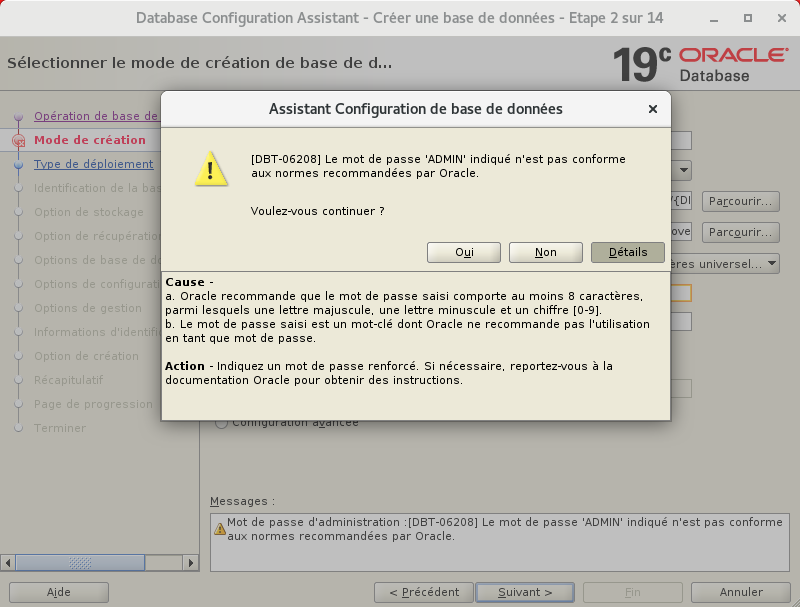 Database Configuration Assistant - Créer une base de données - Etape 2 sur 14
Sélectionner le mode de création de base de d...
19c ORACLE
Database
Opération de base de
Mode de création
Type de déploiement
Identification de la bas
Option de stockage
Option de récupération
Options de base de do
Options de configurati
Options de gestion
Informations d'identifi
Option de création
Récapitulatif
Page de progression
Terminer
Assistant Configuration de base de données
[DBT-06208] Le mot de passe 'ADMIN' indiqué n'est pas conforme
aux normes recommandées par Oracle.
Voulez-vous continuer ?
Oui
Non
Détails
Cause -
a. Oracle recommande que le mot de passe saisi comporte au moins 8 caractères,
parmi lesquels une lettre majuscule, une lettre minuscule et un chiffre [0-9].
b. Le mot de passe saisi est un mot-clé dont Oracle ne recommande pas l'utilisation
en tant que mot de passe.
Action - Indiquez un mot de passe renforcé. Si nécessaire, reportez-vous à la
documentation Oracle pour obtenir des instructions.
Parcourir...
Parcourir...
ères universel...
Configuration avancée
Messages :
Mot de passe d'administration :[DBT-06208] Le mot de passe 'ADMIN' indiqué n'est pas conforme
aux normes recommandées par Oracle.
Aide
< Précédent
Suivant >
Fin
Annuler